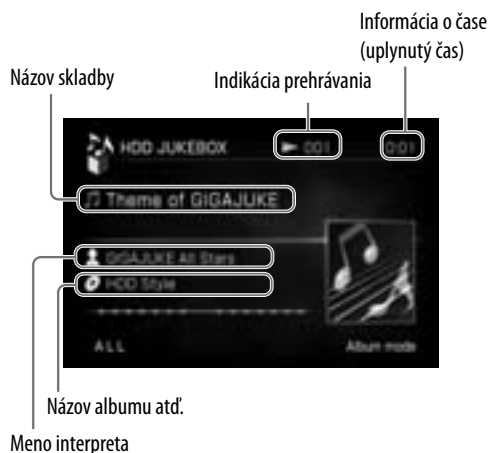 Informácia o čase
(uplynutý čas)
Názov skladby
Indikácia prehrávania
HDD JUKEBOX
001
0:01
Theme of GIGAJUKE
GIGAJUKE All Stars
HDD Style
ALL
Album mode
Názov albumu atď.
Meno interpreta